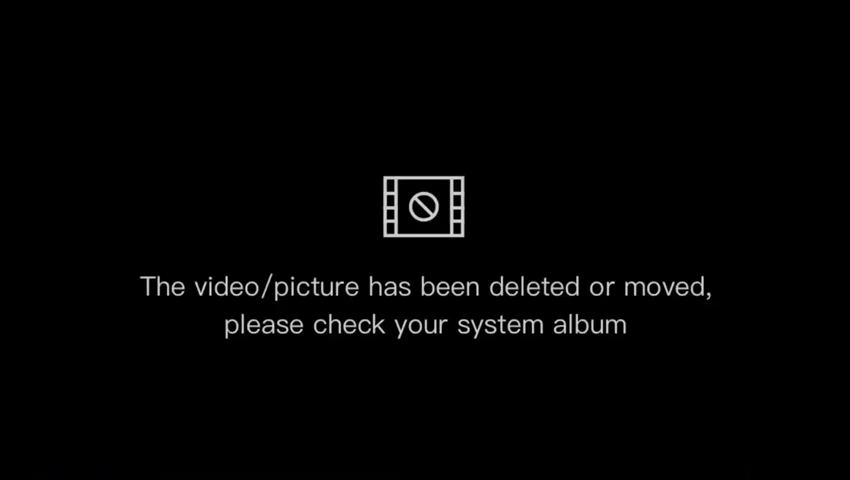 The video/picture has been deleted or moved,
please check your system album